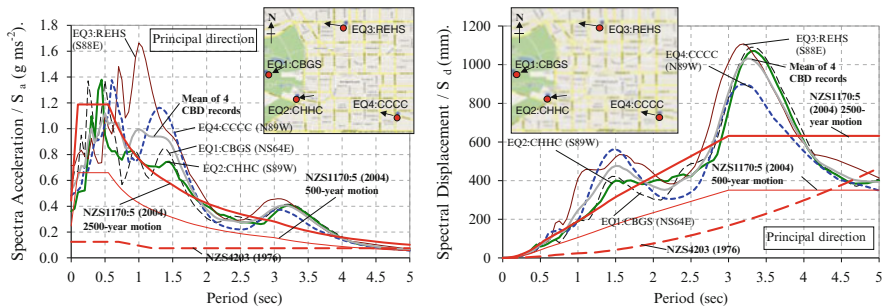 Spectra Acceleration / Sa (g ms-2).
1.8
1.6
1.4
1.2
1.0
0.8
0.6
0.4
0.2
0.0
0
0.5
1
1.5
2
2.5
3
3.5
4
4.5
5
Period (sec)
EQ3:REHS
(S88E)
Principal direction
Mean of 4
CBD records
EQ4:CCCC (N89W)
EQ1:CBGS (NS64E)
EQ2:CHHC (S89W)
NZS1170:5 (2004)
500-year motion
NZS1170:5 (2004)
2500-year motion
NZS4203 (1976)
N
EQ3:REHS
EQ1:CBGS
EQ2:CHHC
EQ4:CCCC
Spectral Displacement / Sd (mm).
1200
1000
800
600
400
200
0
0
0.5
1
1.5
2
2.5
3
3.5
4
4.5
5
Period (sec)
N
EQ3:REHS
EQ1:CBGS
EQ2:CHHC
EQ4:CCCC
EQ3:REHS
(S88E)
EQ4:CCCC
(N89W)
Mean of 4
CBD records
NZS1170:5
(2004) 2500-
year motion
EQ2:CHHC (S89W)
NZS1170:5 (2004)
500-year motion
EQ1:CBGS (NS64E)
Principal direction
NZS4203 (1976)